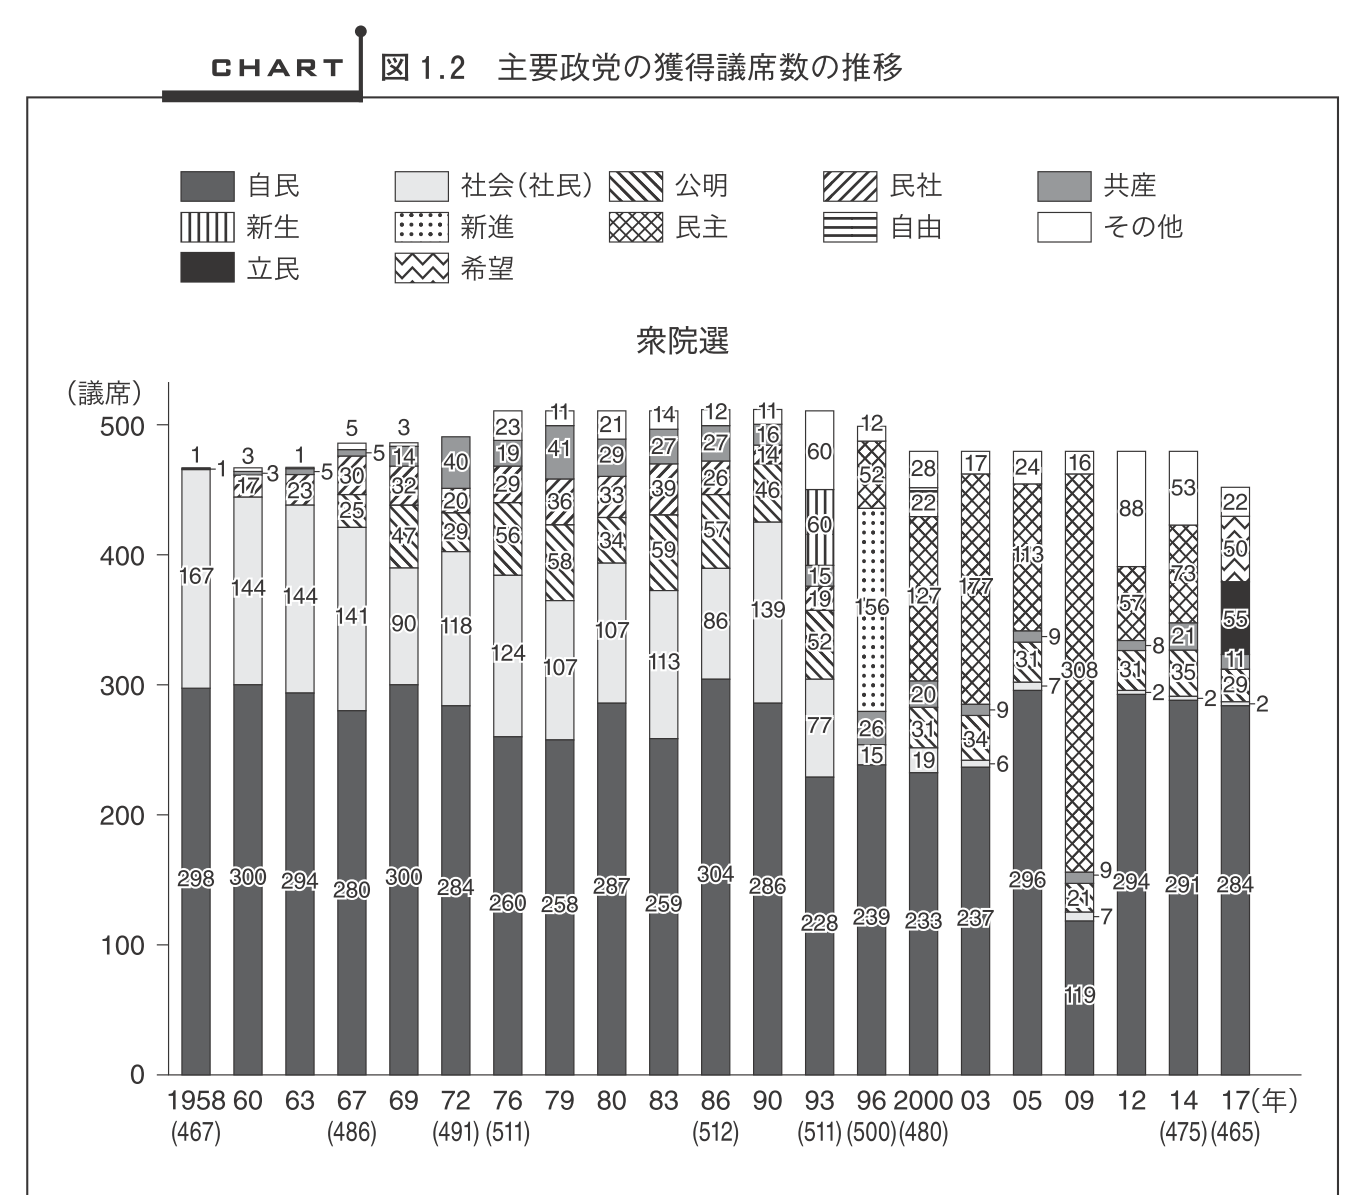 CHART 図 1.2 主要政党の獲得議席数の推移
自民 社会(社民) 公明 民社 共産
新生 新進 民主 自由 その他
立民 希望
衆院選
(議席)
500
400
300
200
100
0
1 1 167 298
3 3 17 144 300
1 5 23 144 294
5 5 30 25 141 280
3 14 32 47 90 300
40 20 29 118 284
23 19 29 56 124 260
11 41 36 58 107 258
21 29 33 34 107 287
14 27 39 59 113 259
12 27 26 57 86 304
11 16 14 46 139 286
60 60 15 19 52 77 228
12 52 156 26 15 239
28 22 127 20 31 19 233
17 177 9 34 6 237
24 113 9 31 7 296
16 308 9 21 7 119
88 57 8 31 2 294
53 73 21 35 2 291
22 50 55 11 29 2 284
1958 60 63 67 69 72 76 79 80 83 86 90 93 96 2000 03 05 09 12 14 17(年)
(467) (486) (491) (511) (512) (511) (500) (480) (475) (465)